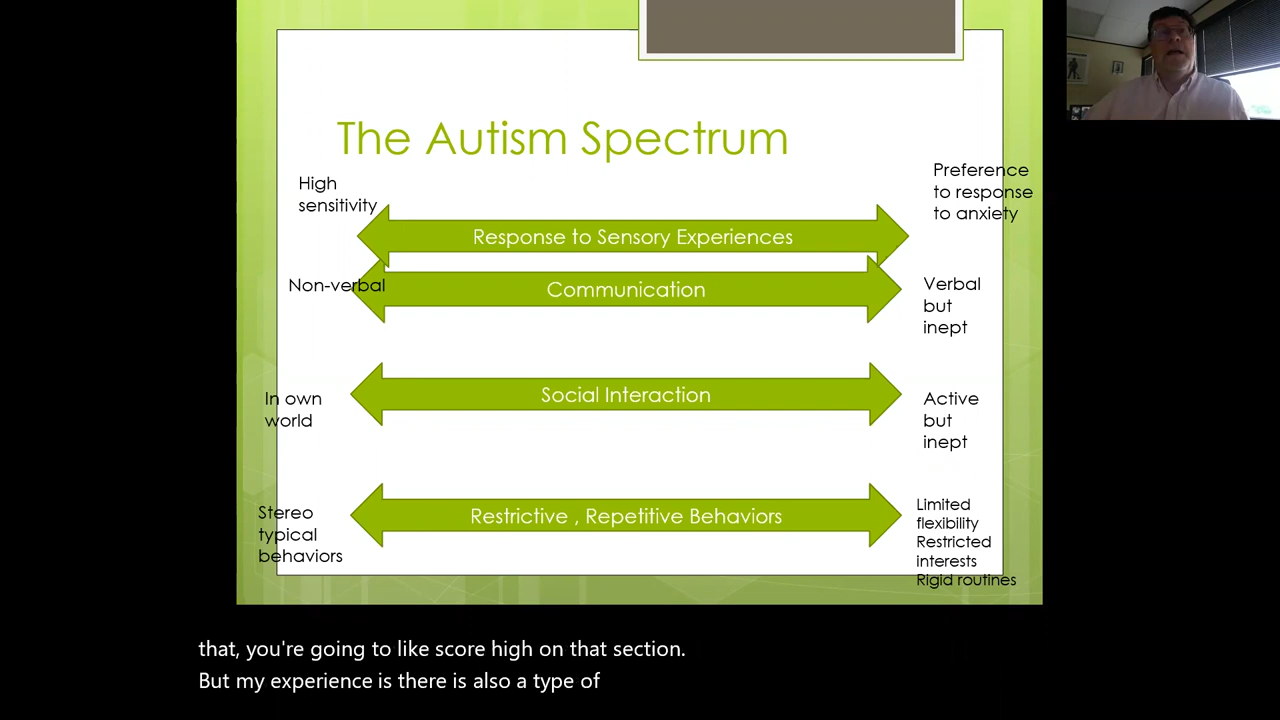 The Autism Spectrum
High
sensitivity
Preference
to response
to anxiety
Response to Sensory Experiences
Non-verbal
Communication
Verbal
but
inept
In own
world
Social Interaction
Active
but
inept
Stereo
typical
behaviors
Restrictive , Repetitive Behaviors
Limited
flexibility
Restricted
interests
Rigid routines
that, you're going to like score high on that section.
But my experience is there is also a type of